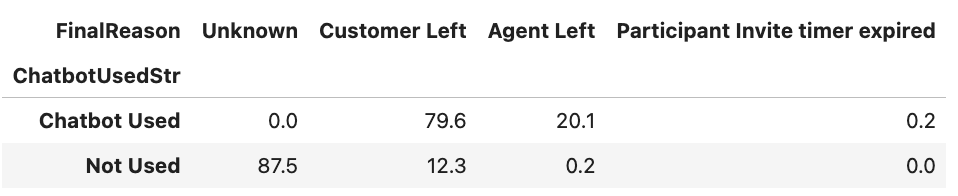 FinalReason Unknown Customer Left Agent Left Participant Invite timer expired
ChatbotUsedStr
Chatbot Used 0.0 79.6 20.1 0.2
Not Used 87.5 12.3 0.2 0.0